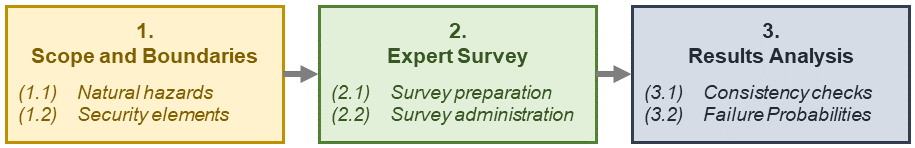 1.
Scope and Boundaries
(1.1) Natural hazards
(1.2) Security elements
2.
Expert Survey
(2.1) Survey preparation
(2.2) Survey administration
3.
Results Analysis
(3.1) Consistency checks
(3.2) Failure Probabilities